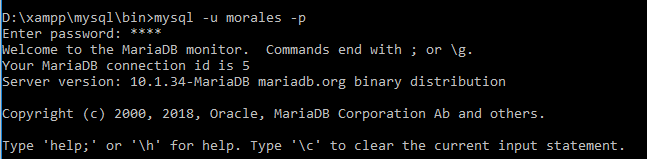 D:\xampp\mysql\bin>mysql -u morales -p
Enter password: ****
Welcome to the MariaDB monitor.  Commands end with ; or \g.
Your MariaDB connection id is 5
Server version: 10.1.34-MariaDB mariadb.org binary distribution
Copyright (c) 2000, 2018, Oracle, MariaDB Corporation Ab and others.
Type 'help;' or '\h' for help. Type '\c' to clear the current input statement.